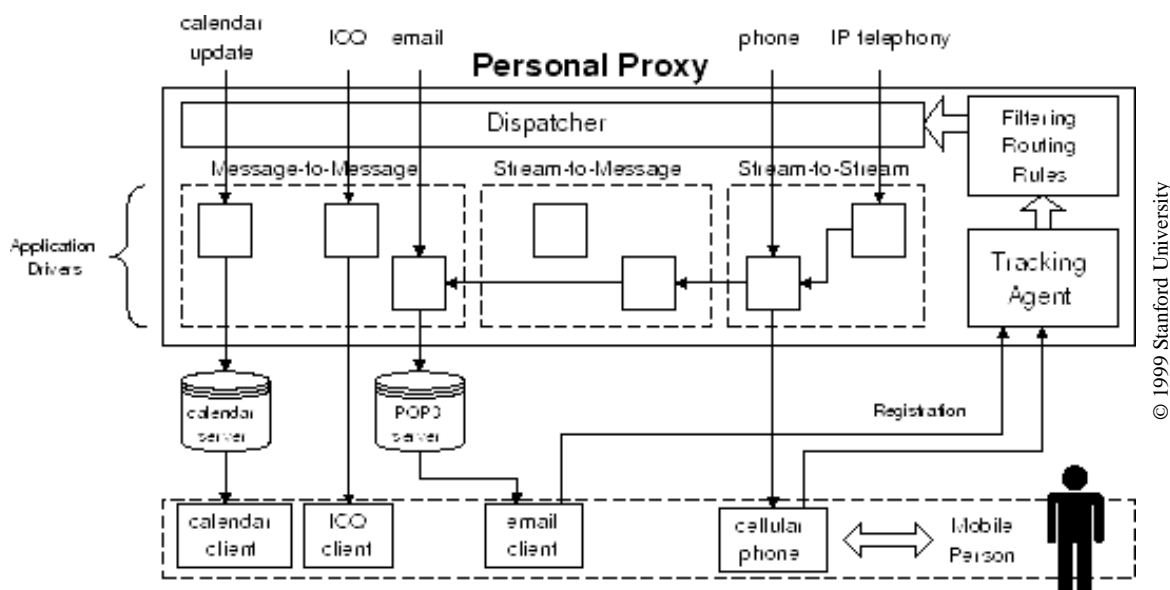 calendar
update
ICQ
email
phone
IP telephony
Personal Proxy
Dispatcher
Filtering
Routing
Rules
Message-to-Message
Stream-to-Message
Stream-to-Stream
Application
Drivers
Tracking
Agent
calendar
server
POP3
server
Registration
calendar
client
ICQ
client
email
client
cellular
phone
Mobile
Person
© 1999 Stanford University